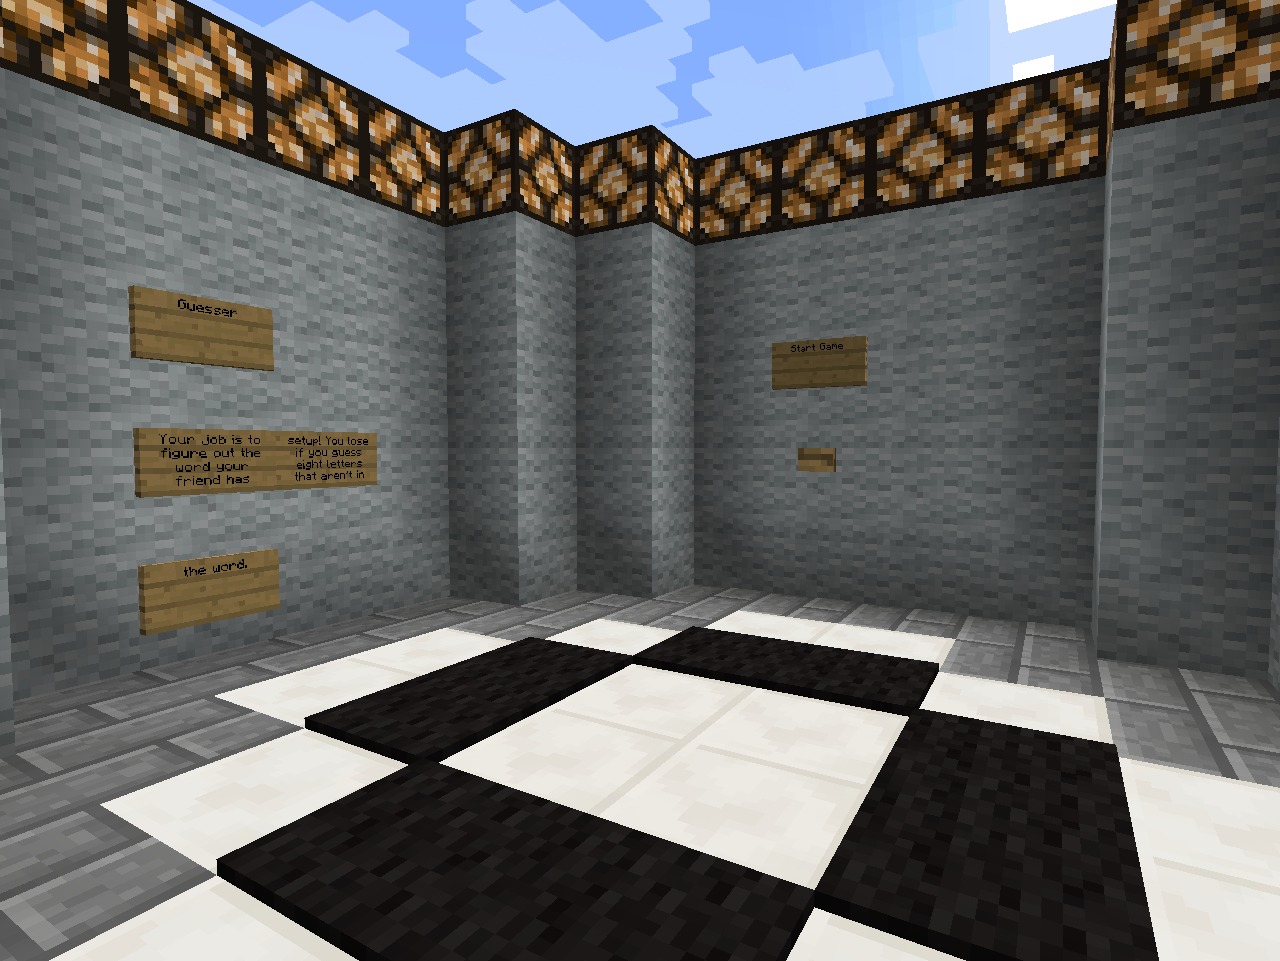 Guesser
Your job is to
figure out the
word your
friend has
setup! You lose
if you guess
eight letters
that aren't in
the word.
Start Game